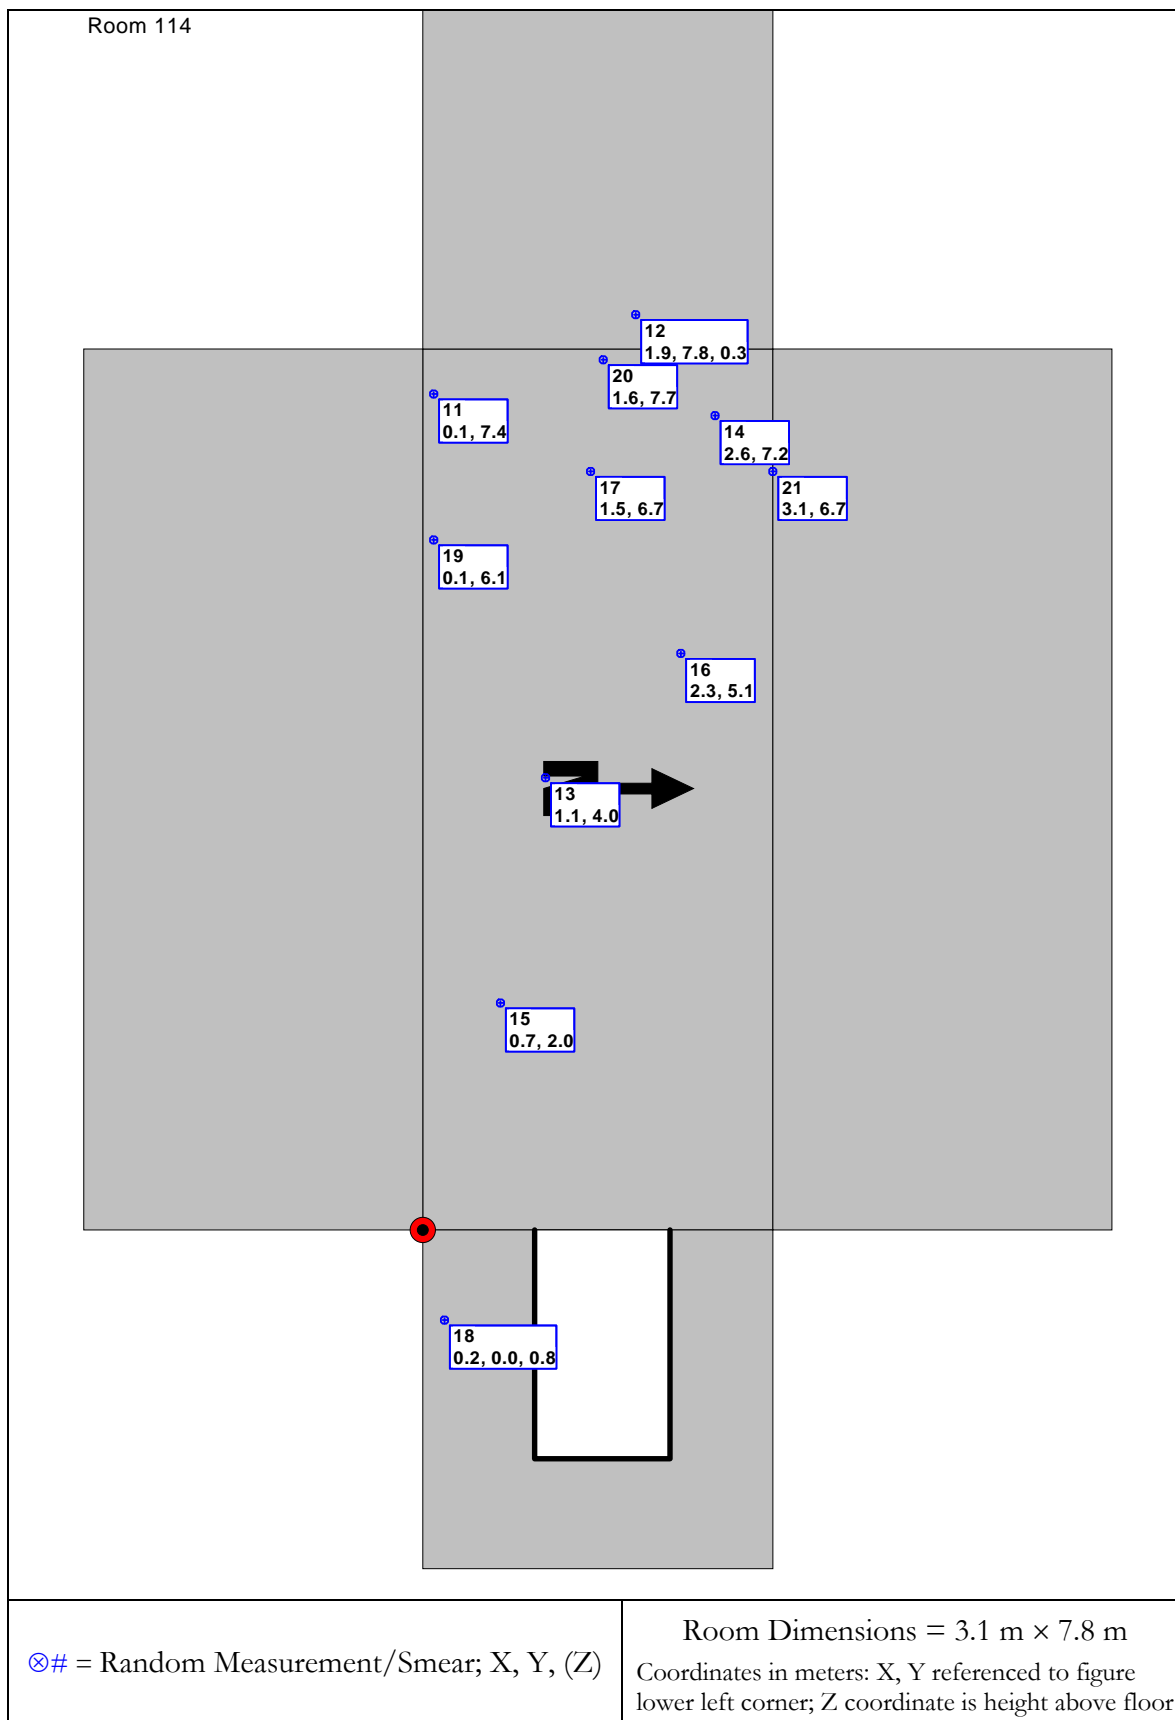 Room 114
12
1.9, 7.8, 0.3
20
1.6, 7.7
11
0.1, 7.4
14
2.6, 7.2
17
1.5, 6.7
21
3.1, 6.7
19
0.1, 6.1
16
2.3, 5.1
13
1.1, 4.0
15
0.7, 2.0
18
0.2, 0.0, 0.8
⊗# = Random Measurement/Smear; X, Y, (Z)
Room Dimensions = 3.1 m × 7.8 m
Coordinates in meters: X, Y referenced to figure
lower left corner; Z coordinate is height above floor